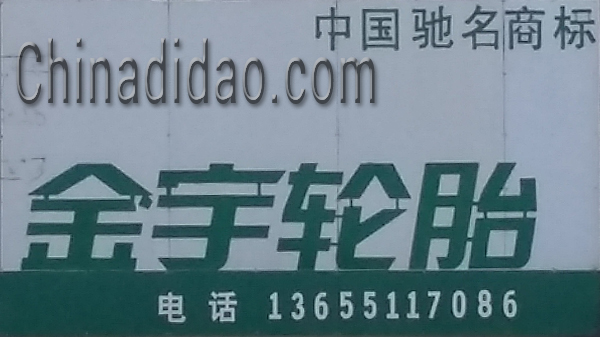 中国驰名商标
Chinadidao.com
金宇轮胎
电话 13655117086